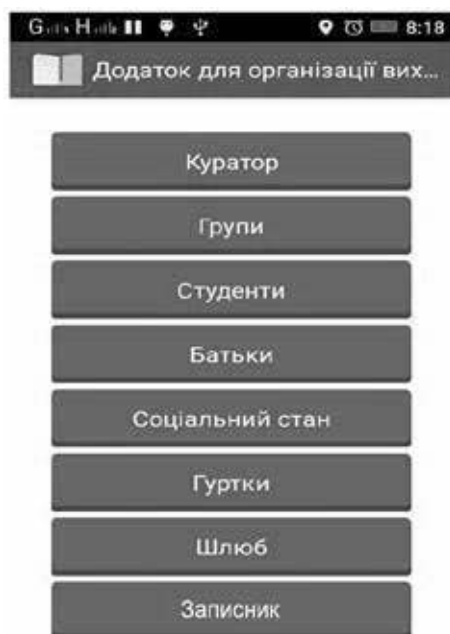 8:18
Додаток для організації вих...
Куратор
Групи
Студенти
Батьки
Соціальний стан
Гуртки
Шлюб
Записник